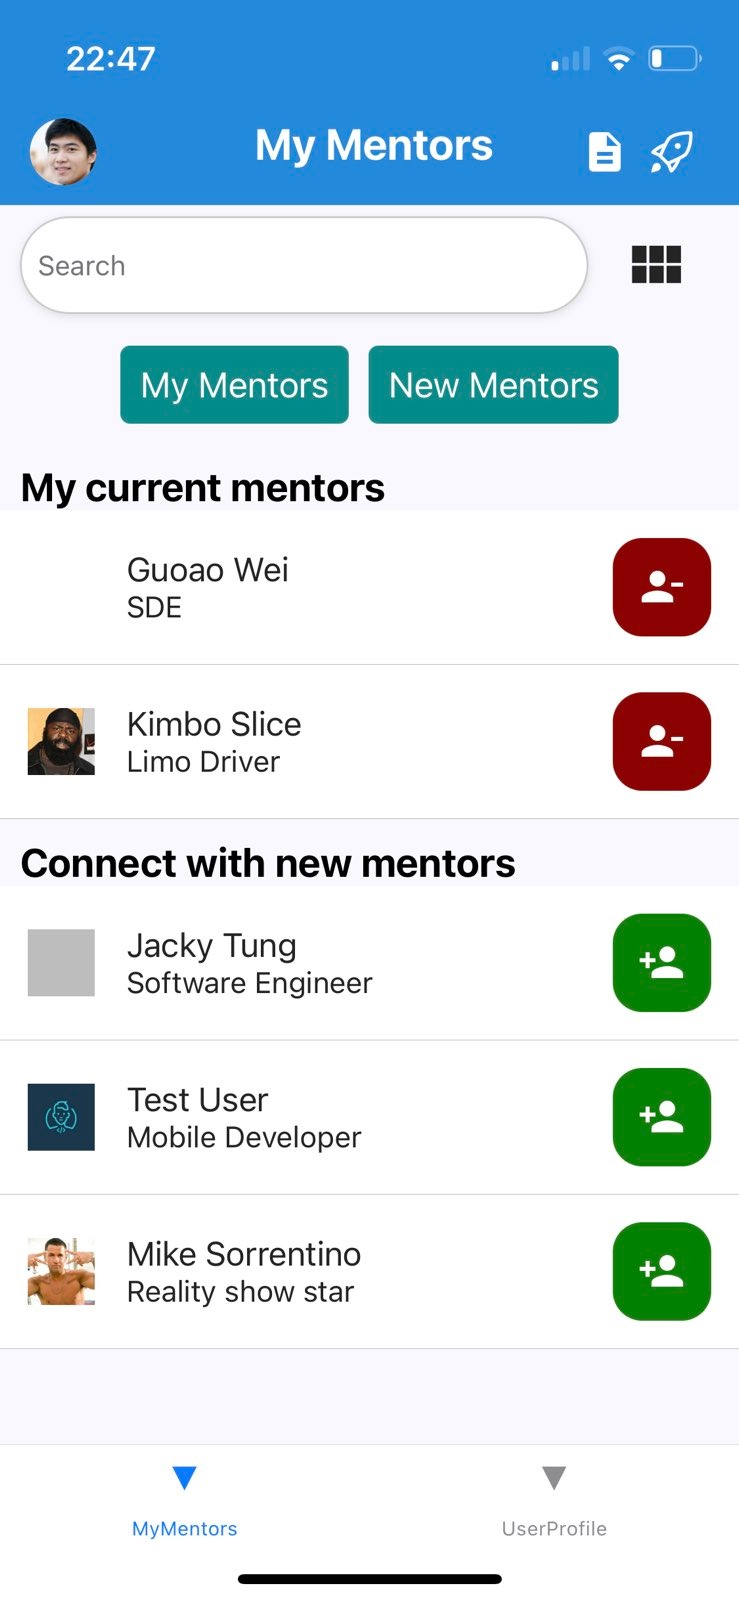 22:47
My Mentors
Search
My Mentors
New Mentors
My current mentors
Guoao Wei
SDE
Kimbo Slice
Limo Driver
Connect with new mentors
Jacky Tung
Software Engineer
Test User
Mobile Developer
Mike Sorrentino
Reality show star
MyMentors
UserProfile